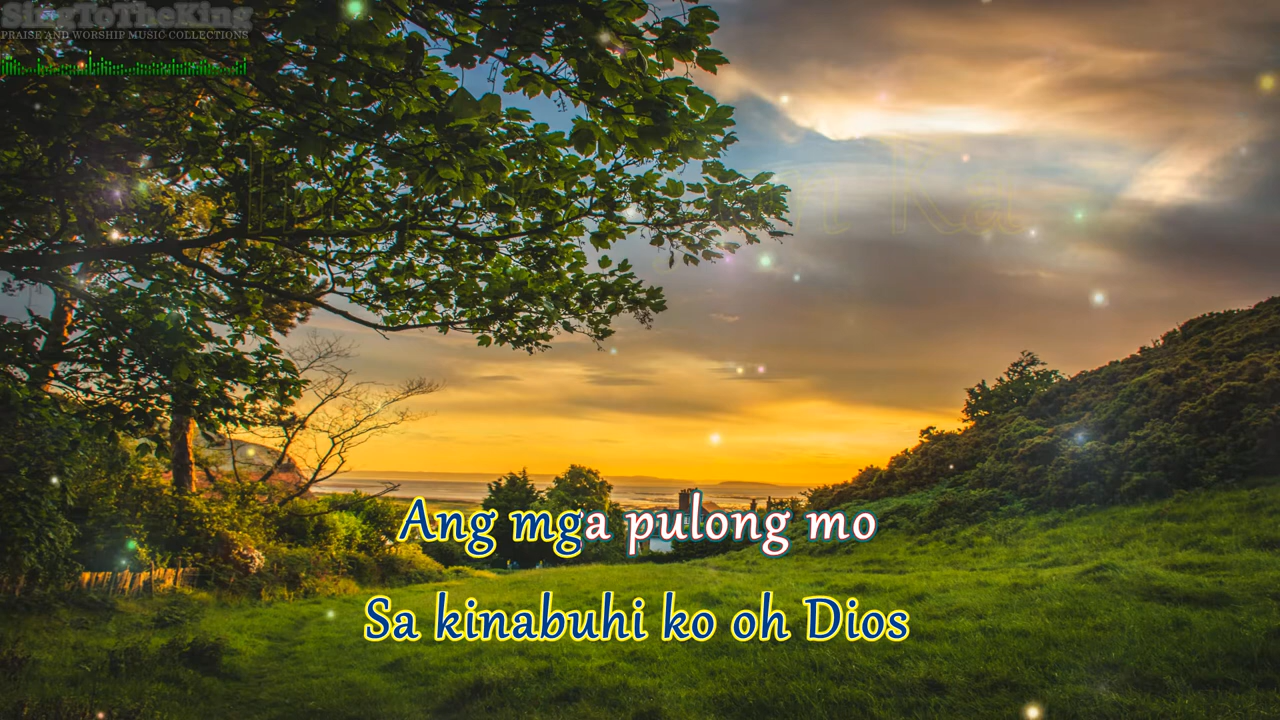 SingToTheKing
PRAISE AND WORSHIP MUSIC COLLECTIONS
Ang mga pulong mo
Sa kinabuhi ko oh Dios